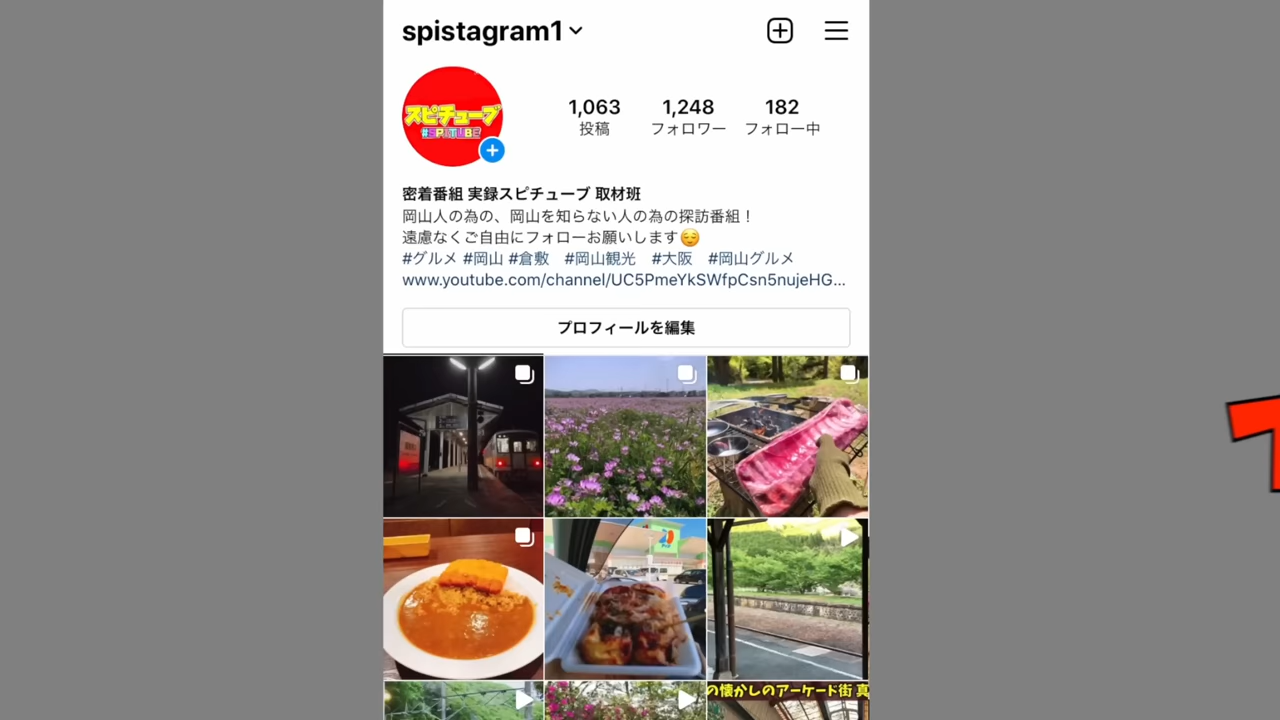 spistagram1
スピチューブ
#SPITUBE
1,063
投稿
1,248
フォロワー
182
フォロー中
密着番組 実録スピチューブ 取材班
岡山人の為の、岡山を知らない人の為の探訪番組！
遠慮なくご自由にフォローお願いします😌
#グルメ #岡山 #倉敷　#岡山観光　#大阪　#岡山グルメ
www.youtube.com/channel/UC5PmeYkSWfpCsn5nujeHG...
プロフィールを編集
の懐かしのアーケード街 真